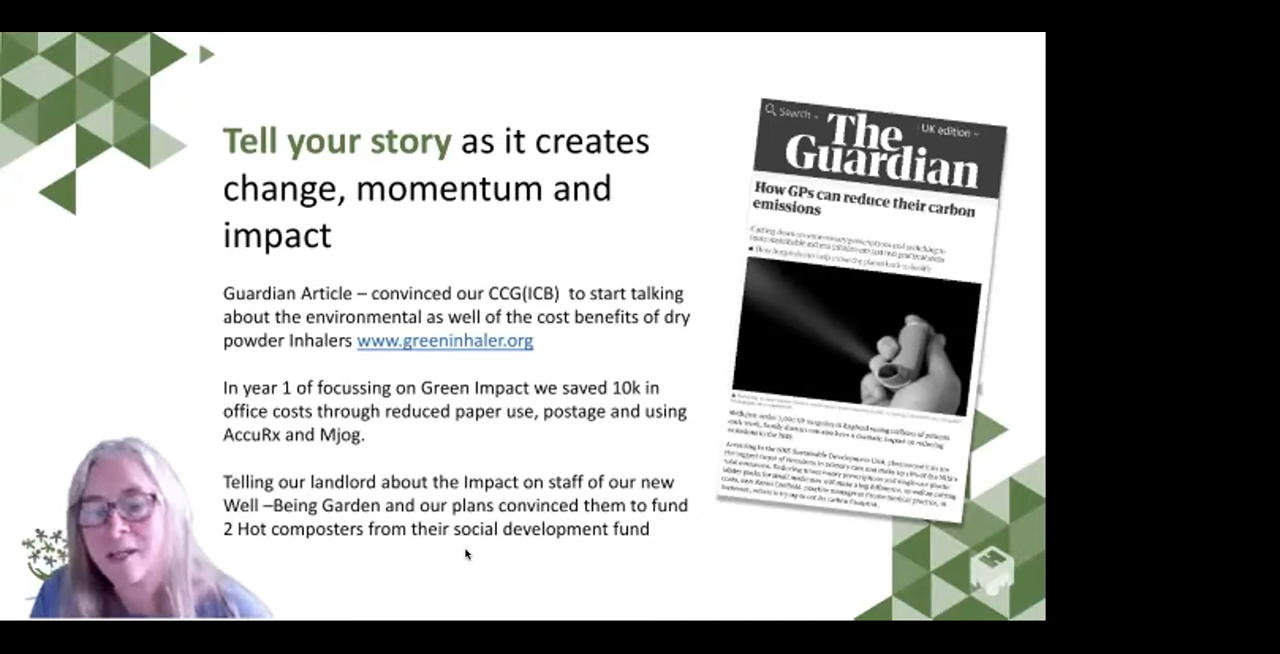 Tell your story as it creates
change, momentum and
impact
Guardian Article – convinced our CCG(ICB) to start talking
about the environmental as well of the cost benefits of dry
powder Inhalers www.greeninhaler.org
In year 1 of focussing on Green Impact we saved 10k in
office costs through reduced paper use, postage and using
AccuRx and Mjog.
Telling our landlord about the Impact on staff of our new
Well –Being Garden and our plans convinced them to fund
2 Hot composters from their social development fund
Search
UK edition
The
Guardian
How GPs can reduce their carbon
emissions